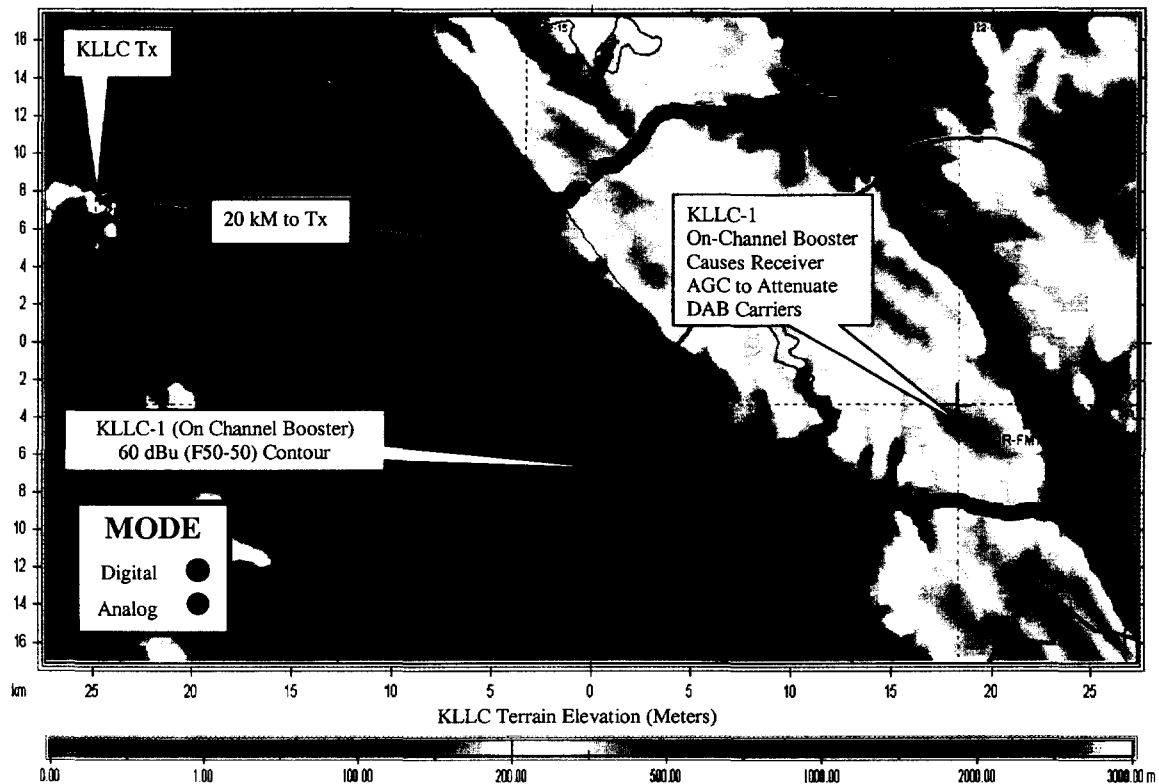 18
16
14
12
10
8
6
4
2
0
2
4
6
8
10
12
14
16
KLLC Tx
20 kM to Tx
KLLC-1
On-Channel Booster
Causes Receiver
AGC to Attenuate
DAB Carriers
R-FM
KLLC-1 (On Channel Booster)
60 dBu (F50-50) Contour
MODE
Digital
Analog
km 25 20 15 10 5 0 5 10 15 20 25
KLLC Terrain Elevation (Meters)
0.00 1.00 100.00 200.00 500.00 1000.00 2000.00 3000.00 m